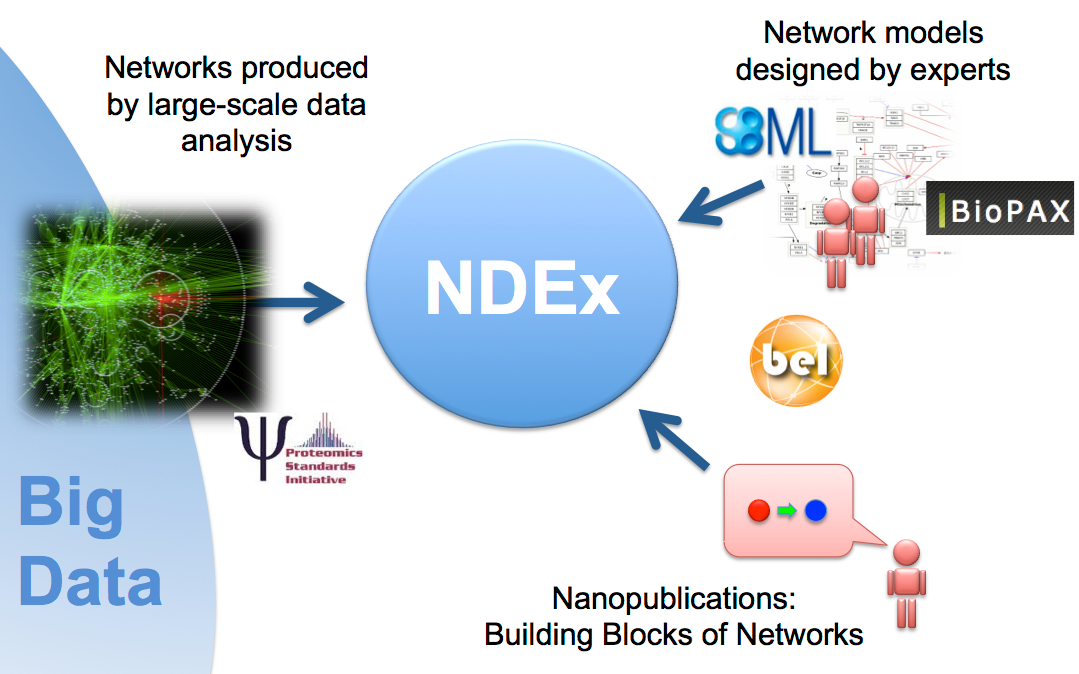 Networks produced
by large-scale data
analysis
Network models
designed by experts
SBML
BioPAX
NDEx
bel
Proteomics
Standards
Initiative
Big
Data
Nanopublications:
Building Blocks of Networks